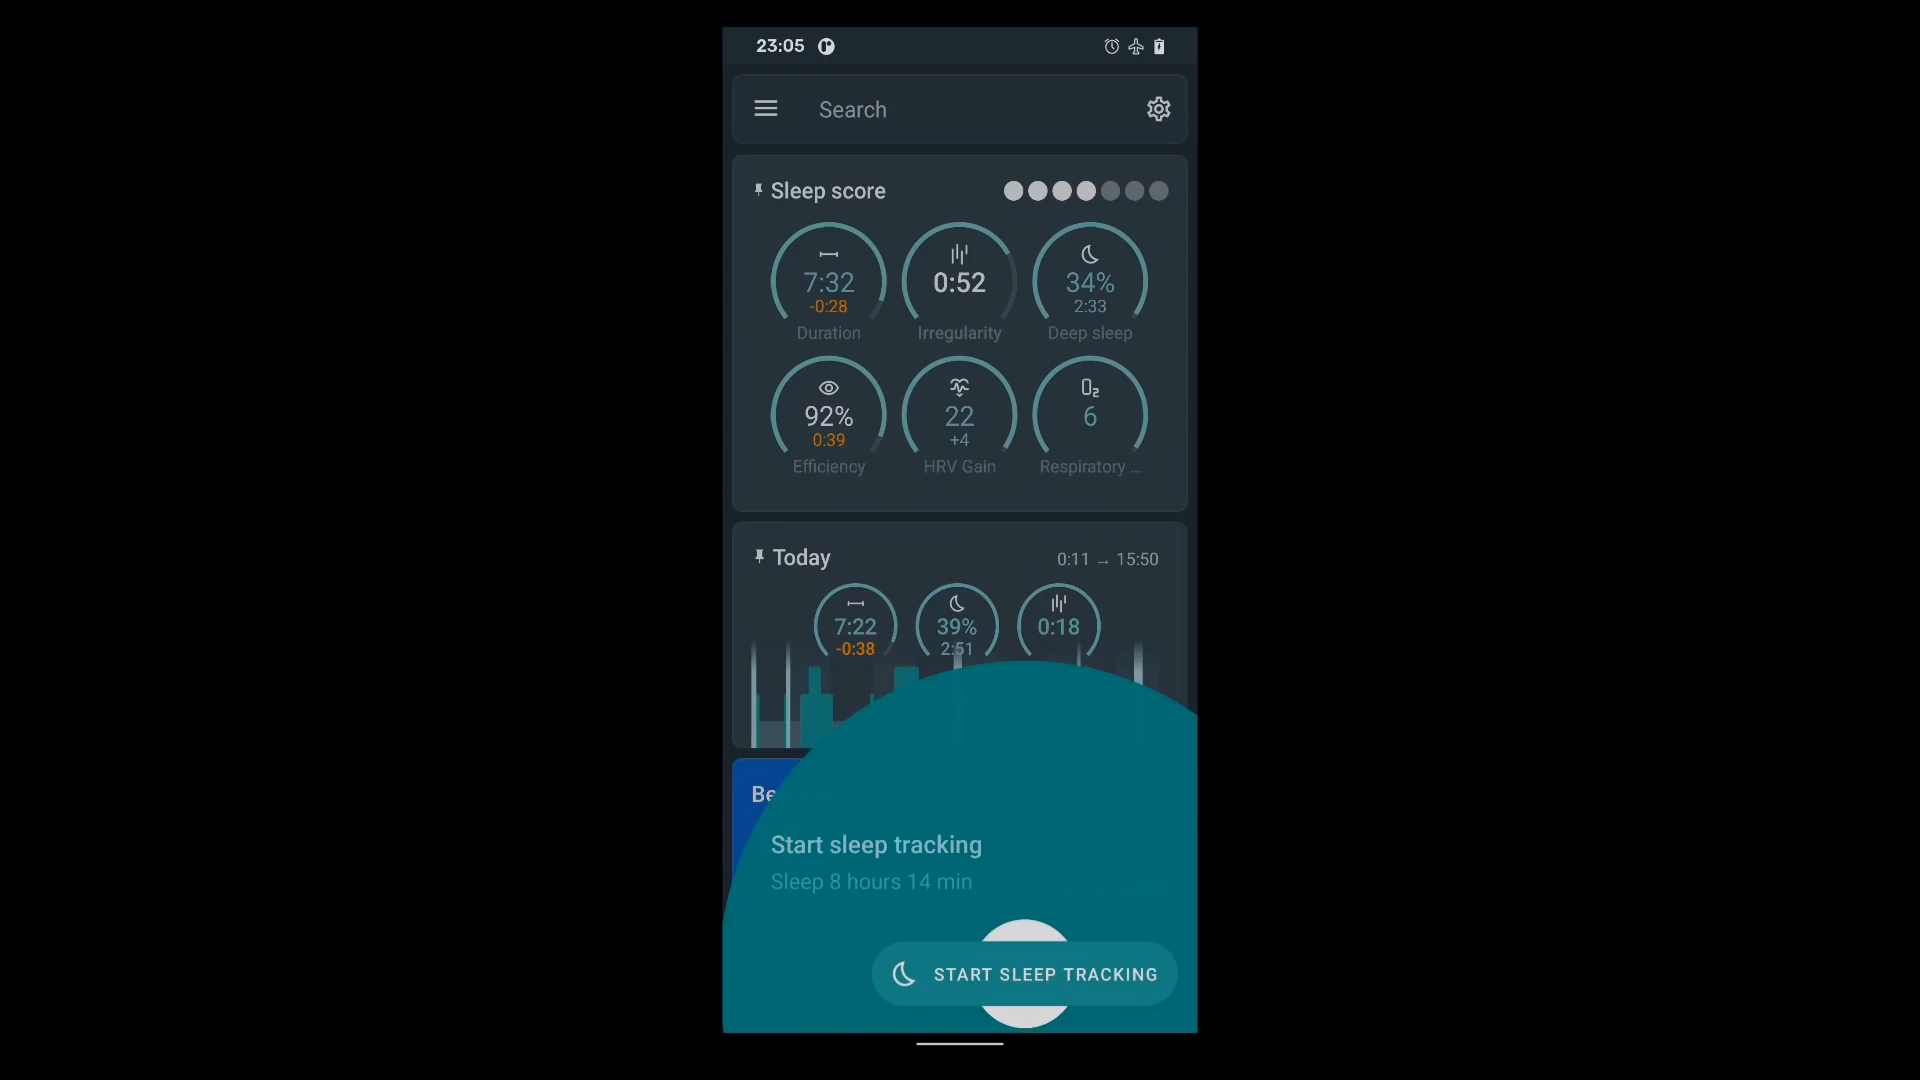 23:05
Search
Sleep score
7:32
-0:28
Duration
0:52
Irregularity
34%
2:33
Deep sleep
92%
0:39
Efficiency
22
+4
HRV Gain
O2
6
Respiratory ...
Today
0:11 → 15:50
7:22
-0:38
39%
2:51
0:18
Be
Start sleep tracking
Sleep 8 hours 14 min
START SLEEP TRACKING